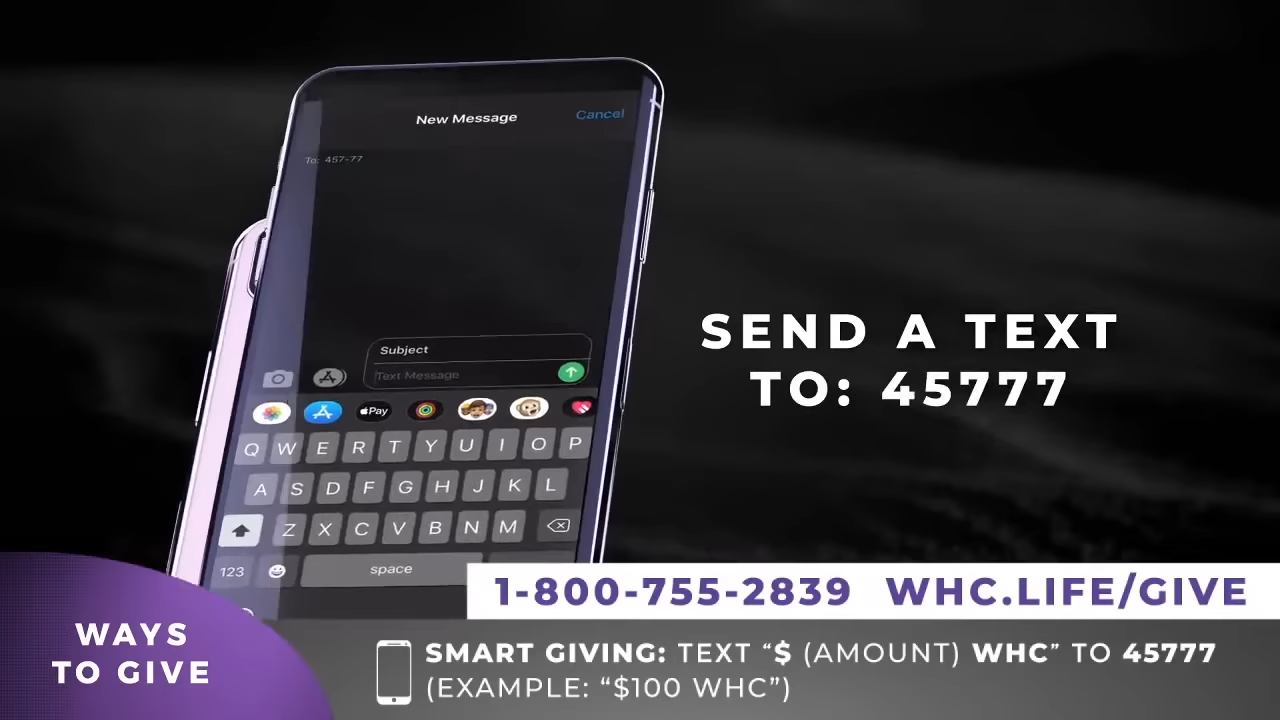 New Message
Cancel
To: 457-77
SEND A TEXT
TO: 45777
Subject
Text Message
Pay
Q W E R T Y U I O P
A S D F G H J K L
Z X C V B N M
123
space
1-800-755-2839 WHC.LIFE/GIVE
WAYS
TO GIVE
SMART GIVING: TEXT “$ (AMOUNT) WHC” TO 45777
(EXAMPLE: “$100 WHC”)